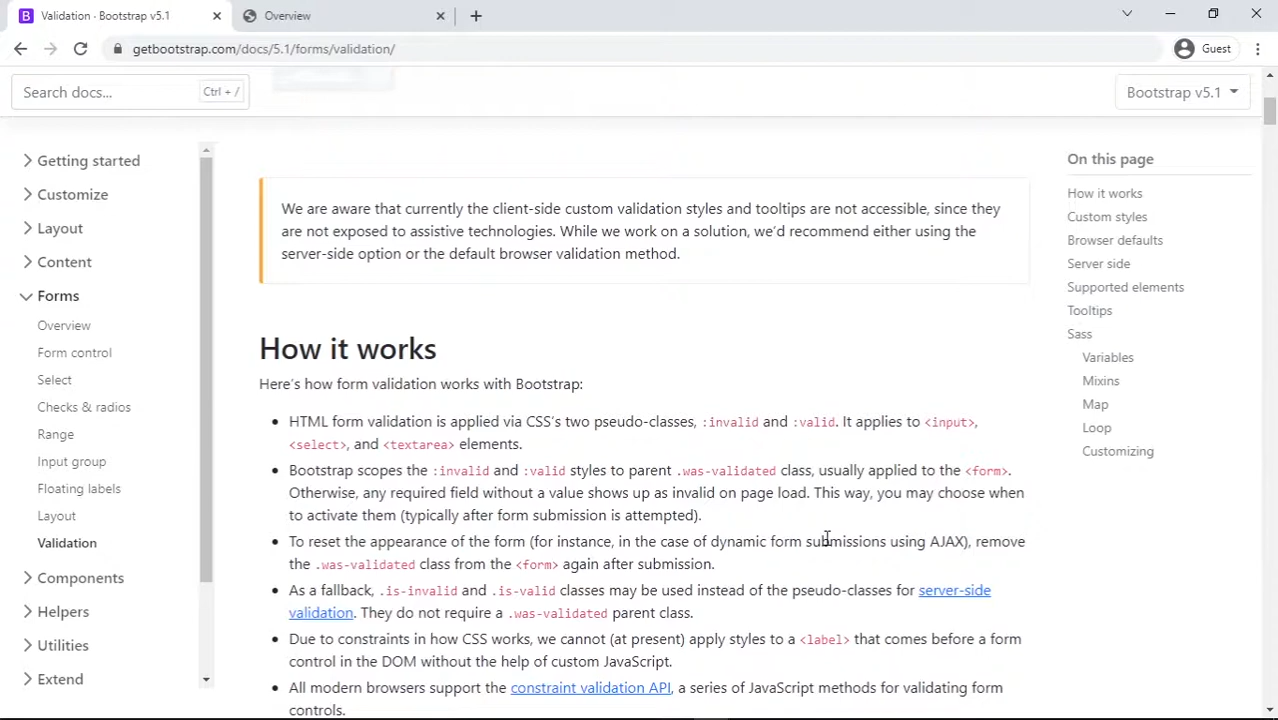 Validation · Bootstrap v5.1
Overview
getbootstrap.com/docs/5.1/forms/validation/
Guest
Search docs...
Ctrl + /
Bootstrap v5.1
Getting started
Customize
Layout
Content
Forms
Overview
Form control
Select
Checks & radios
Range
Input group
Floating labels
Layout
Validation
Components
Helpers
Utilities
Extend
We are aware that currently the client-side custom validation styles and tooltips are not accessible, since they
are not exposed to assistive technologies. While we work on a solution, we'd recommend either using the
server-side option or the default browser validation method.
How it works
Here's how form validation works with Bootstrap:
HTML form validation is applied via CSS's two pseudo-classes, :invalid and :valid. It applies to <input>,
<select>, and <textarea> elements.
Bootstrap scopes the :invalid and :valid styles to parent .was-validated class, usually applied to the <form>.
Otherwise, any required field without a value shows up as invalid on page load. This way, you may choose when
to activate them (typically after form submission is attempted).
To reset the appearance of the form (for instance, in the case of dynamic form submissions using AJAX), remove
the .was-validated class from the <form> again after submission.
As a fallback, .is-invalid and .is-valid classes may be used instead of the pseudo-classes for server-side
validation. They do not require a .was-validated parent class.
Due to constraints in how CSS works, we cannot (at present) apply styles to a <label> that comes before a form
control in the DOM without the help of custom JavaScript.
All modern browsers support the constraint validation API, a series of JavaScript methods for validating form
controls.
On this page
How it works
Custom styles
Browser defaults
Server side
Supported elements
Tooltips
Sass
Variables
Mixins
Map
Loop
Customizing